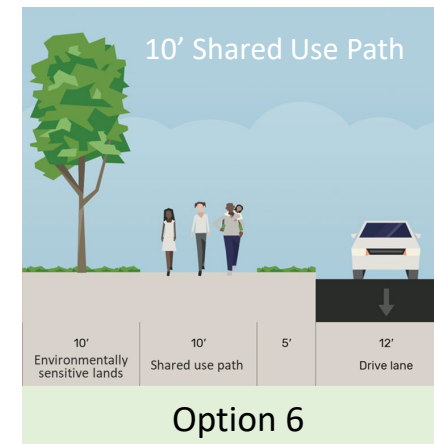 10’ Shared Use Path
10’
Environmentally
sensitive lands
10’
Shared use path
5’
12’
Drive lane
Option 6